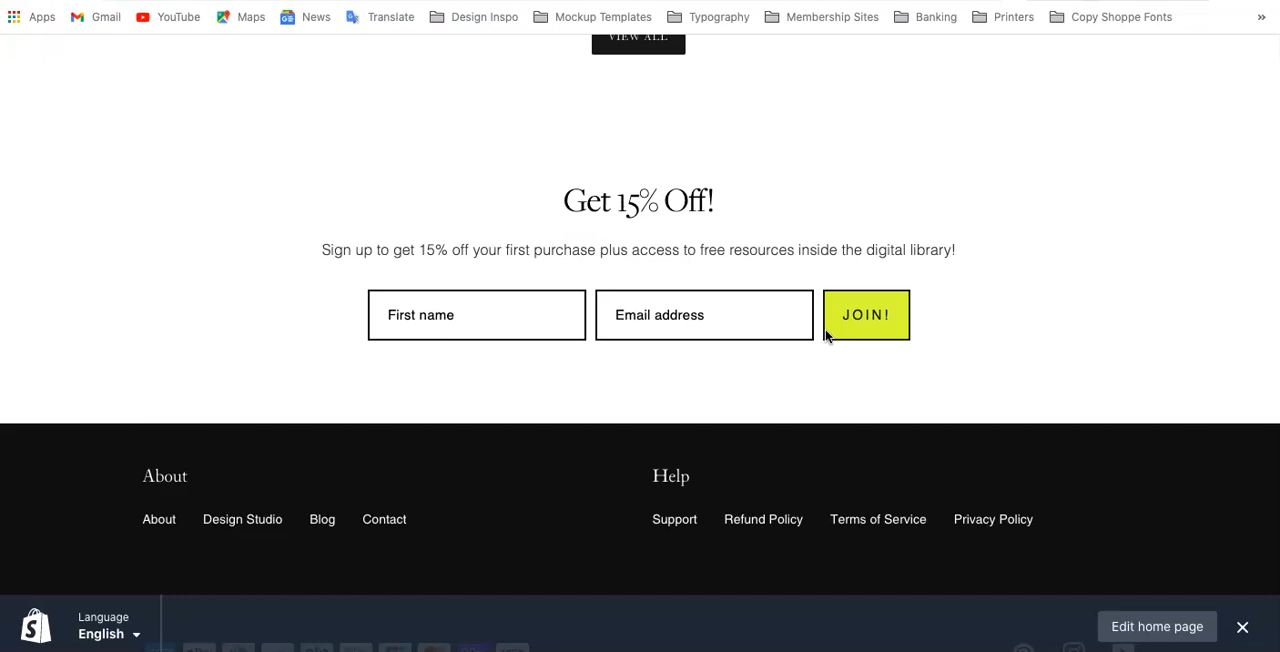 Apps Gmail YouTube Maps News Translate Design Inspo Mockup Templates Typography Membership Sites Banking Printers Copy Shoppe Fonts »
VIEW ALL
Get 15% Off!
Sign up to get 15% off your first purchase plus access to free resources inside the digital library!
First name Email address JOIN!
About
About Design Studio Blog Contact
Help
Support Refund Policy Terms of Service Privacy Policy
Language
English
Edit home page